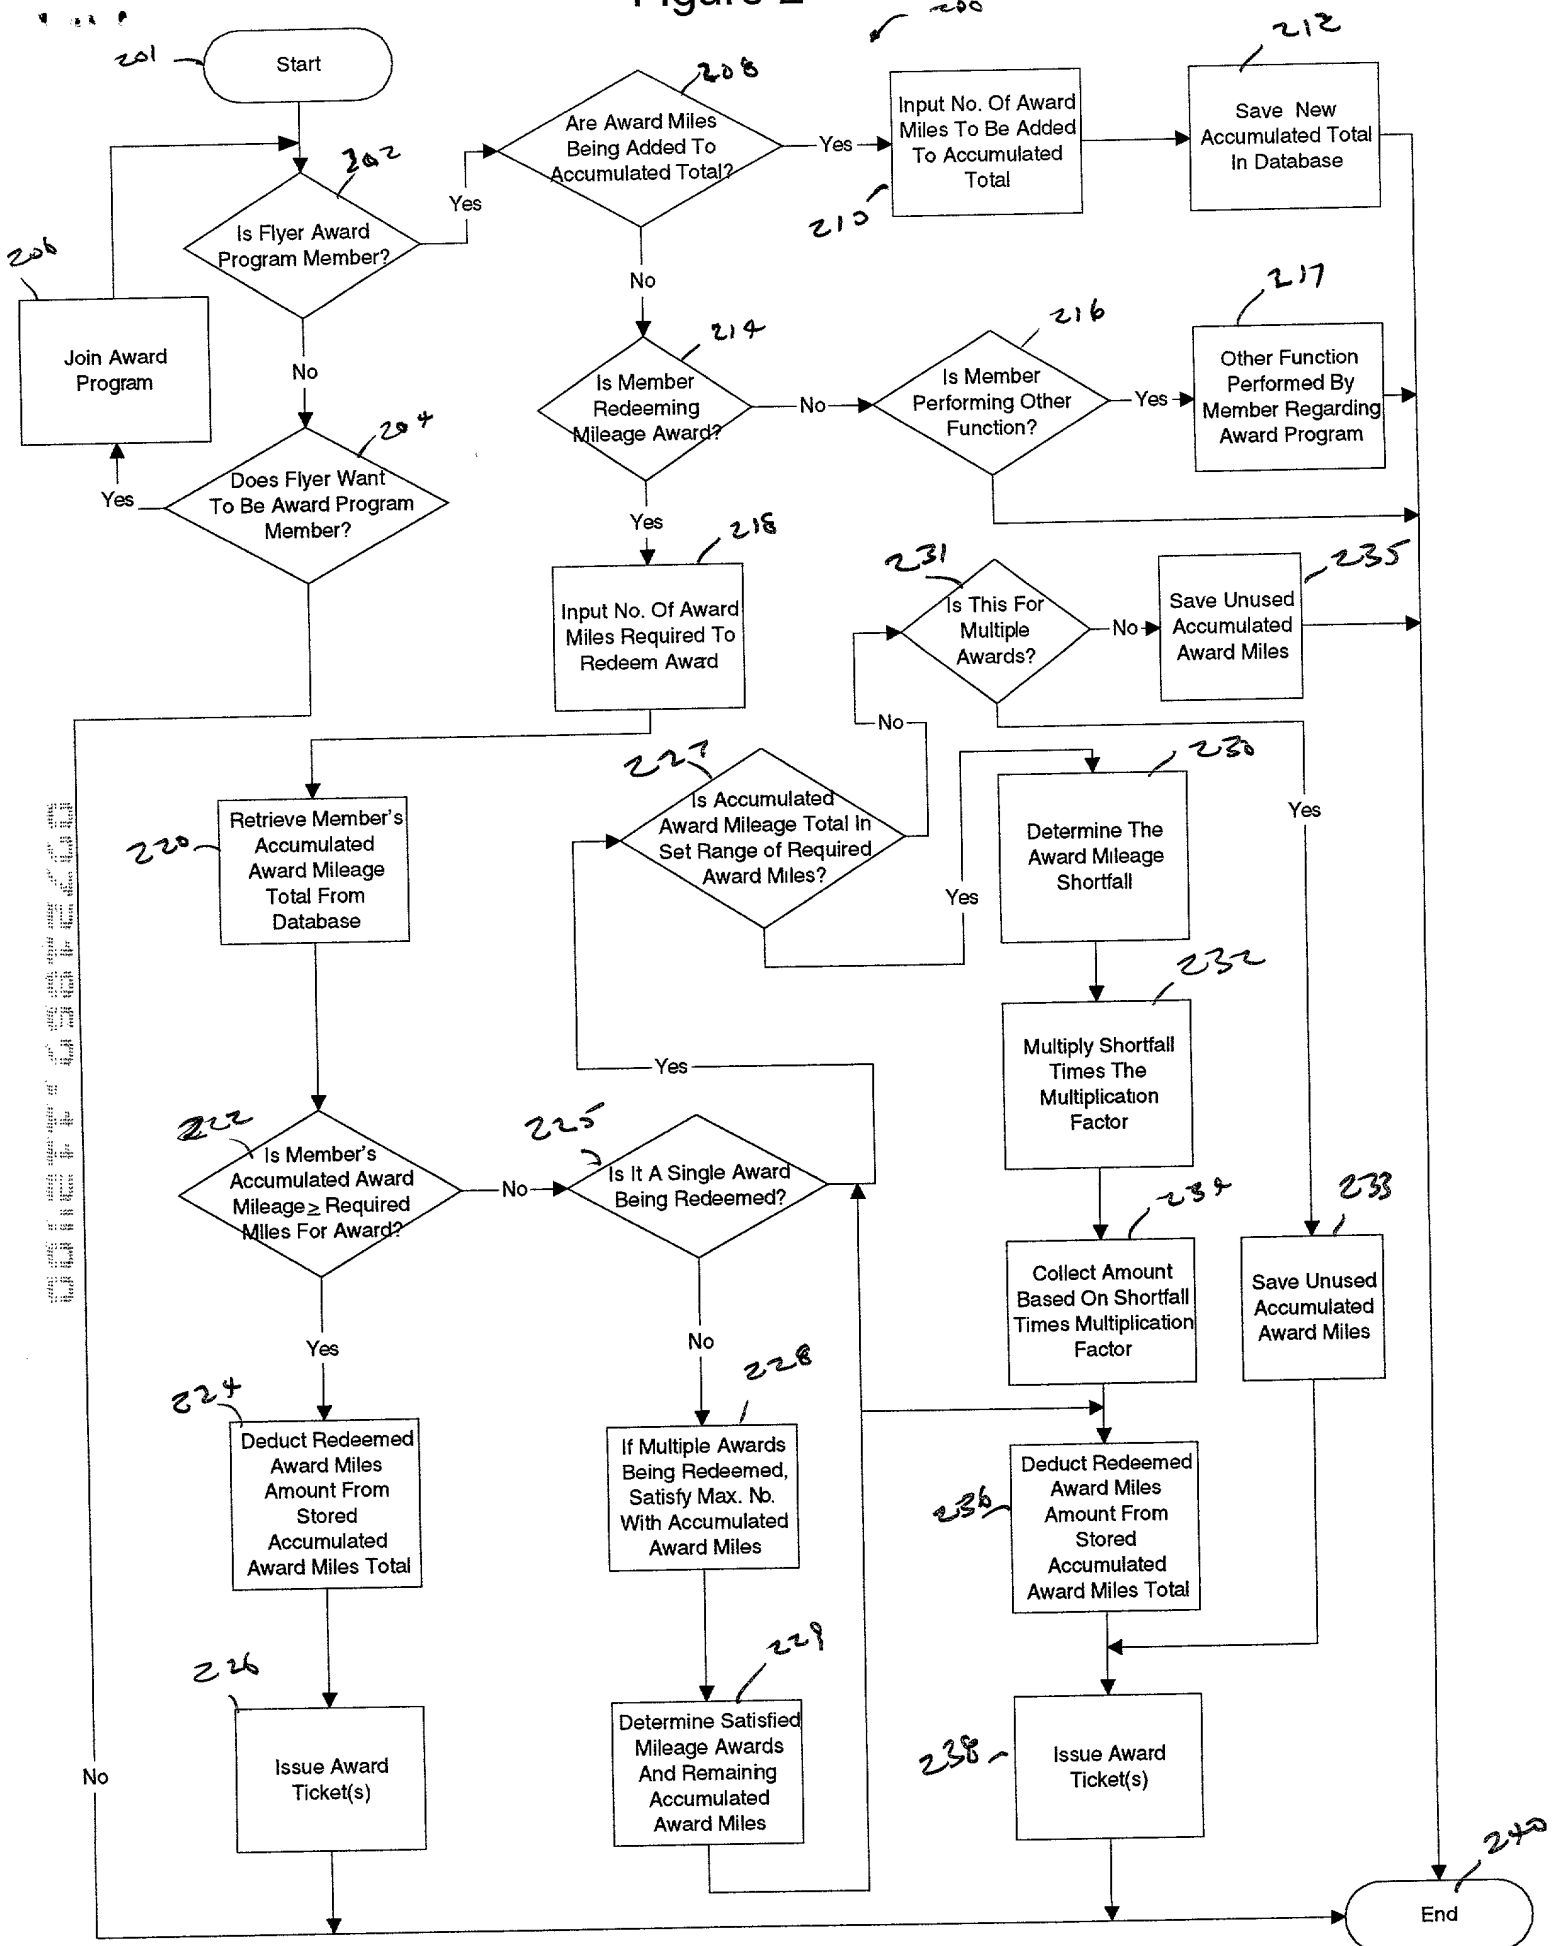 Figure 2
200
201
Start
202
Is Flyer Award
Program Member?
Yes
No
206
Join Award
Program
204
Does Flyer Want
To Be Award Program
Member?
Yes
No
208
Are Award Miles
Being Added To
Accumulated Total?
Yes
No
210
Input No. Of Award
Miles To Be Added
To Accumulated
Total
212
Save New
Accumulated Total
In Database
214
Is Member
Redeeming
Mileage Award?
No
Yes
216
Is Member
Performing Other
Function?
Yes
217
Other Function
Performed By
Member Regarding
Award Program
218
Input No. Of Award
Miles Required To
Redeem Award
231
Is This For
Multiple
Awards?
No
Yes
235
Save Unused
Accumulated
Award Miles
220
Retrieve Member's
Accumulated
Award Mileage
Total From
Database
227
Is Accumulated
Award Mileage Total In
Set Range of Required
Award Miles?
No
Yes
230
Determine The
Award Mileage
Shortfall
232
Multiply Shortfall
Times The
Multiplication
Factor
222
Is Member's
Accumulated Award
Mileage ≥ Required
Miles For Award?
No
Yes
225
Is It A Single Award
Being Redeemed?
Yes
No
234
Collect Amount
Based On Shortfall
Times Multiplication
Factor
233
Save Unused
Accumulated
Award Miles
224
Deduct Redeemed
Award Miles
Amount From
Stored
Accumulated
Award Miles Total
228
If Multiple Awards
Being Redeemed,
Satisfy Max. No.
With Accumulated
Award Miles
236
Deduct Redeemed
Award Miles
Amount From
Stored
Accumulated
Award Miles Total
226
Issue Award
Ticket(s)
229
Determine Satisfied
Mileage Awards
And Remaining
Accumulated
Award Miles
238
Issue Award
Ticket(s)
240
End